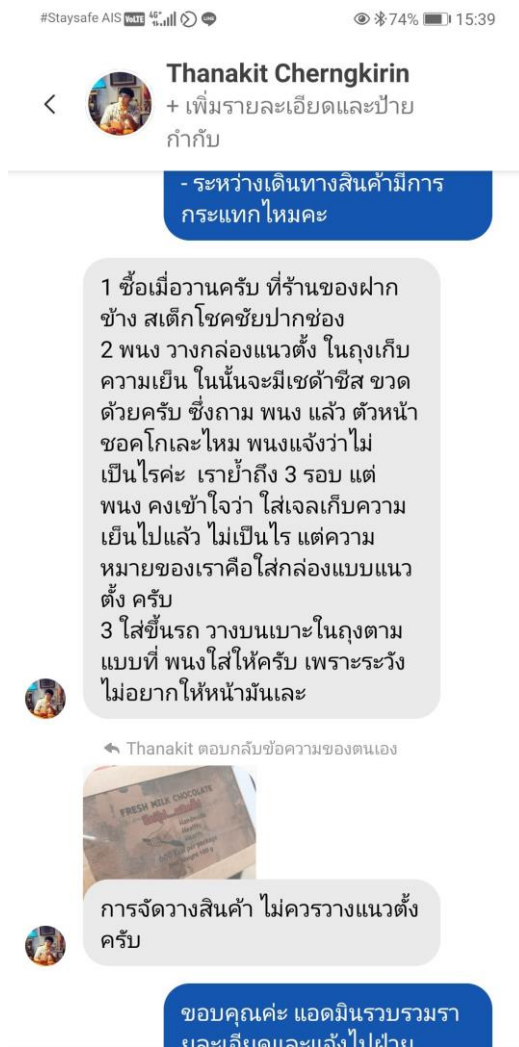 #Staysafe AIS VoLTE 4G 74% 15:39
Thanakit Cherngkirin
+ เพิ่มรายละเอียดและป้าย
กำกับ
- ระหว่างเดินทางสินค้ามีการ
กระแทกไหมคะ
1 ซื้อเมื่อวานครับ ที่ร้านของฝาก
ข้าง สเต็กโชคชัยปากช่อง
2 พนง วางกล่องแนวตั้ง ในถุงเก็บ
ความเย็น ในนั้นจะมีเชด้าชีส ขวด
ด้วยครับ ซึ่งถาม พนง แล้ว ตัวหน้า
ชอคโกเละไหม พนงแจ้งว่าไม่
เป็นไรค่ะ เราย้ำถึง 3 รอบ แต่
พนง คงเข้าใจว่า ใส่เจลเก็บความ
เย็นไปแล้ว ไม่เป็นไร แต่ความ
หมายของเราคือใส่กล่องแบบแนว
ตั้ง ครับ
3 ใส่ขึ้นรถ วางบนเบาะในถุงตาม
แบบที่ พนงใส่ให้ครับ เพราะระวัง
ไม่อยากให้หน้ามันเละ
Thanakit ตอบกลับข้อความของตนเอง
FRESH MILK CHOCOLATE
การจัดวางสินค้า ไม่ควรวางแนวตั้ง
ครับ
ขอบคุณค่ะ แอดมินรวบรวมรา
ยละเอียดและแจ้งไปฝ่าย